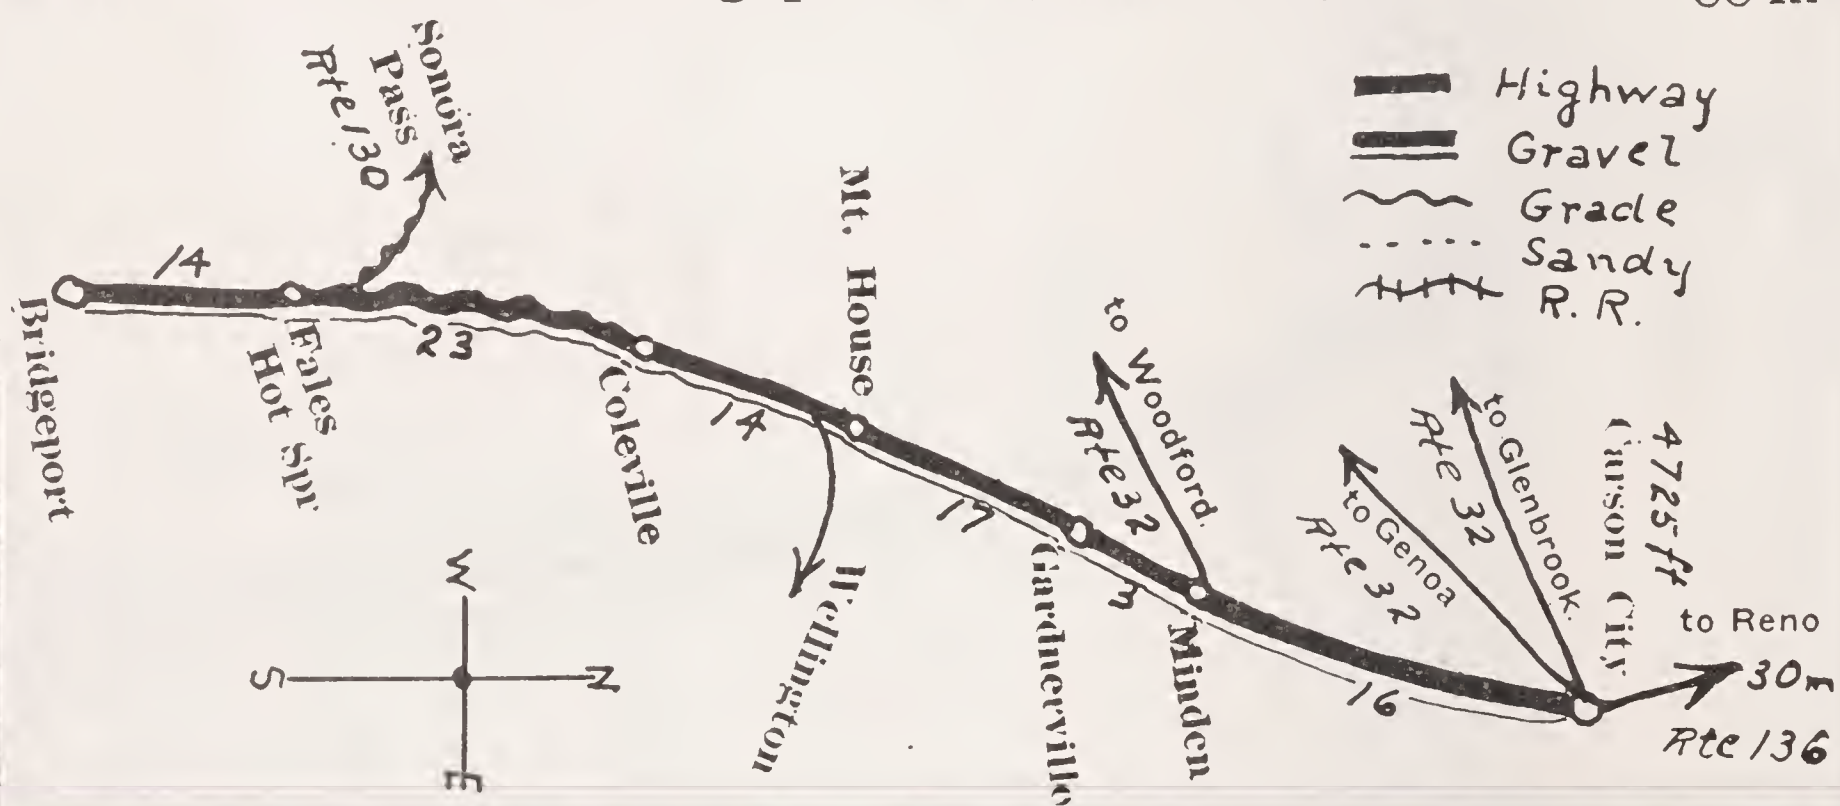 Highway
Gravel
Grade
Sandy
R. R.
Sonora
Pass
Rte 130
14
Bridgeport
Fales
Hot Spr
23
Coleville
14
Mt. House
Wellington
17
Gardnerville
3
to Woodford.
Rte 32
Minden
16
to Genoa
Rte 32
to Glenbrook.
Rte 32
Carson City
4725 ft
to Reno
30m
Rte 136
W
S
N
E